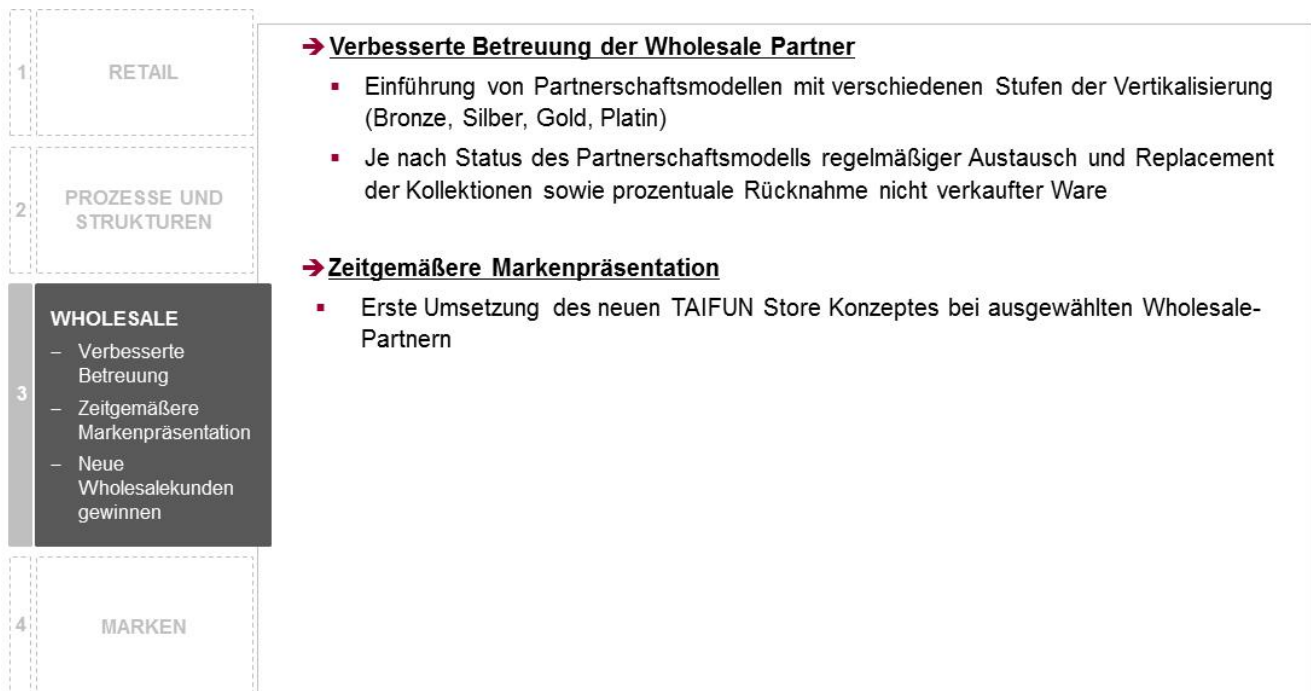 1
RETAIL
2
PROZESSE UND
STRUKTUREN
3
WHOLESALE
– Verbesserte
Betreuung
– Zeitgemäßere
Markenpräsentation
– Neue
Wholesalekunden
gewinnen
4
MARKEN
➔ Verbesserte Betreuung der Wholesale Partner
▪ Einführung von Partnerschaftsmodellen mit verschiedenen Stufen der Vertikalisierung
(Bronze, Silber, Gold, Platin)
▪ Je nach Status des Partnerschaftsmodells regelmäßiger Austausch und Replacement
der Kollektionen sowie prozentuale Rücknahme nicht verkaufter Ware
➔ Zeitgemäßere Markenpräsentation
▪ Erste Umsetzung des neuen TAIFUN Store Konzeptes bei ausgewählten Wholesale-
Partnern